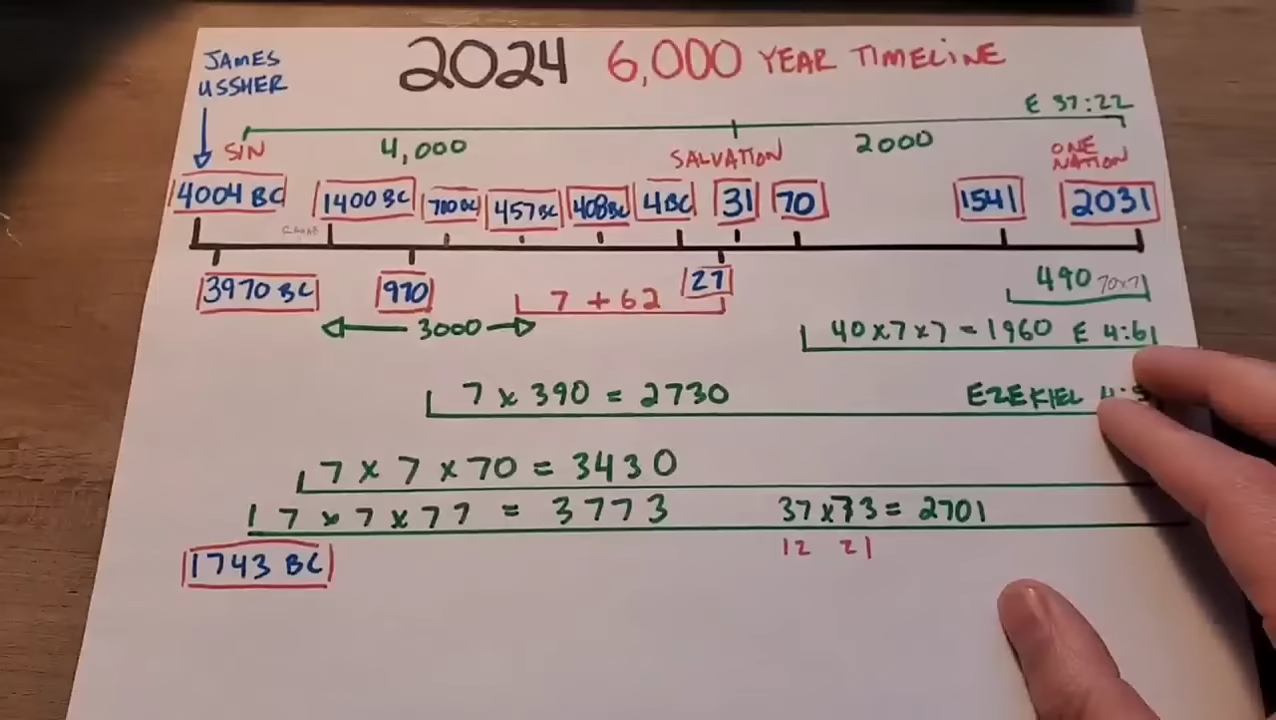 JAMES USSHER
2024 6,000 YEAR TIMELINE
E 37:22
SIN 4,000 SALVATION 2000 ONE NATION
4004 BC 1400 BC 700 BC 457 BC 408 BC 4 BC 31 70 1541 2031
3970 BC 970 27
7 + 62
490 70x7
3000
40 x 7 x 7 = 1960 E 4:6
7 x 390 = 2730 EZEKIEL
7 x 7 x 70 = 3430
7 x 7 x 77 = 3773 37 x 73 = 2701
12 21
1743 BC